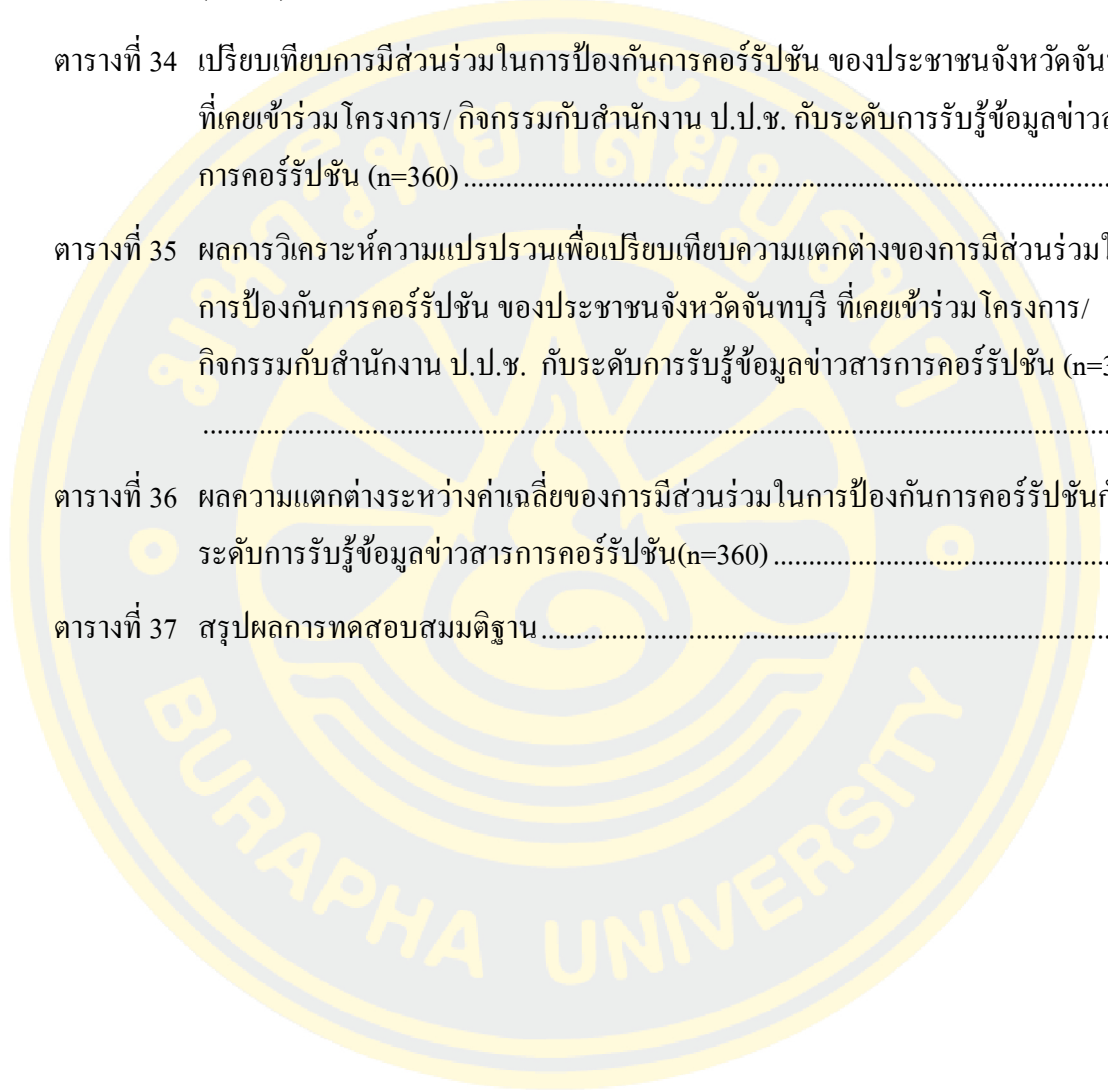 ตารางที่ 34 เปรียบเทียบการมีส่วนร่วมในการป้องกันการคอร์รัปชัน ของประชาชนจังหวัด
ที่เคยเข้าร่วมโครงการ/ กิจกรรมกับสำนักงาน ป.ป.ช. กับระดับการรับรู้ข้อมูล
การคอร์รัปชัน (n=360) ................................................................
ตารางที่ 35 ผลการวิเคราะห์ความแปรปรวนเพื่อเปรียบเทียบความแตกต่างของการมีส่วนร่วม
การป้องกันการคอร์รัปชัน ของประชาชนจังหวัดจันทบุรี ที่เคยเข้าร่วมโครงการ/
กิจกรรมกับสำนักงาน ป.ป.ช. กับระดับการรับรู้ข้อมูลข่าวสารการคอร์รัปชัน
................................................................
ตารางที่ 36 ผลความแตกต่างระหว่างค่าเฉลี่ยของการมีส่วนร่วมในการป้องกันการคอร์รัปชัน
ระดับการรับรู้ข้อมูลข่าวสารการคอร์รัปชัน(n=360) ................................................
ตารางที่ 37 สรุปผลการทดสอบสมมติฐาน ................................................................
มหาวิทยาลัยบูรพา
BURAPHA UNIVERSITY